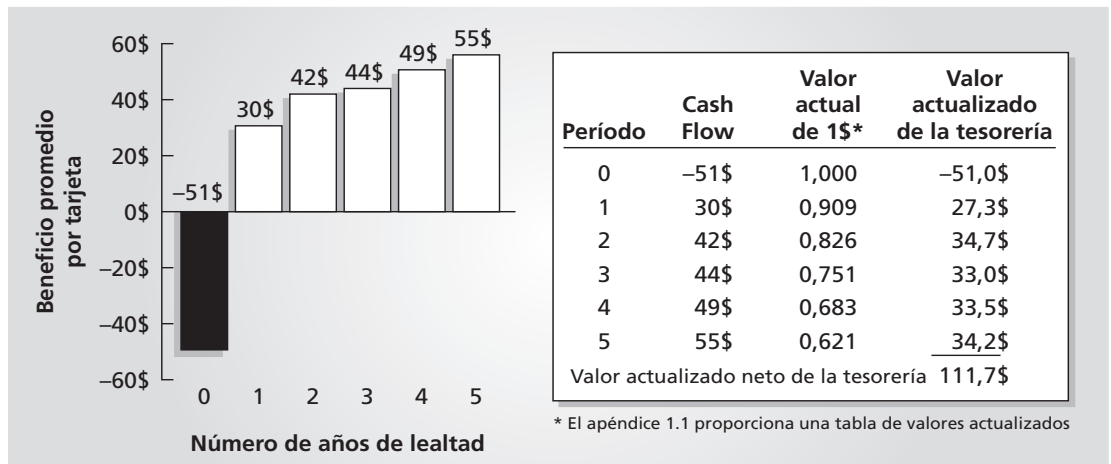 60$
40$
20$
0$
–20$
–40$
–60$
Beneficio promedio
por tarjeta
–51$
30$
42$
44$
49$
55$
0 1 2 3 4 5
Número de años de lealtad
Período
Cash
Flow
Valor
actual
de 1$*
Valor
actualizado
de la tesorería
0 –51$ 1,000 –51,0$
1 30$ 0,909 27,3$
2 42$ 0,826 34,7$
3 44$ 0,751 33,0$
4 49$ 0,683 33,5$
5 55$ 0,621 34,2$
Valor actualizado neto de la tesorería 111,7$
* El apéndice 1.1 proporciona una tabla de valores actualizados